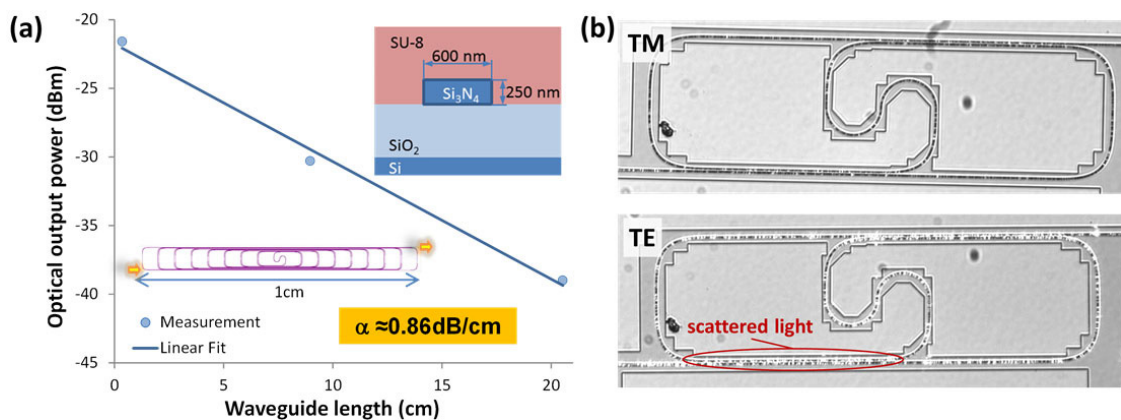 (a)
Optical output power (dBm)
-20
-25
-30
-35
-40
-45
0
5
10
15
20
Waveguide length (cm)
SU-8
600 nm
Si₃N₄
250 nm
SiO₂
Si
1cm
Measurement
Linear Fit
α ≈0.86dB/cm
(b)
TM
TE
scattered light